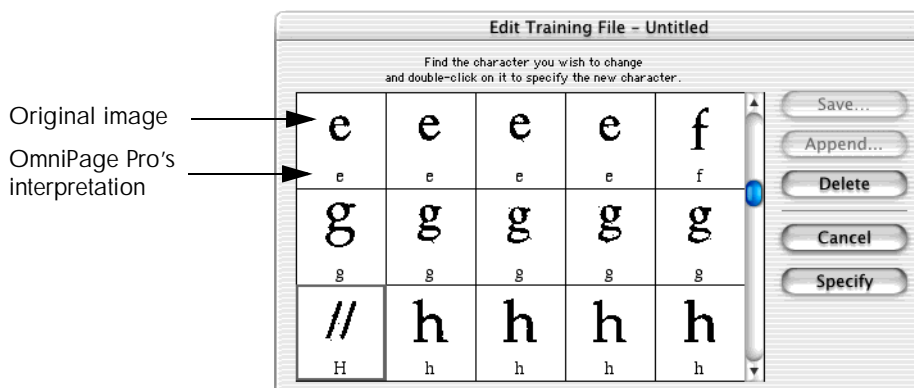 Edit Training File – Untitled
Find the character you wish to change
and double-click on it to specify the new character.
Original image
OmniPage Pro's
interpretation
e e e e f
e e e e f
g g g g g
g g g g g
// h h h h
H h h h h
Save...
Append...
Delete
Cancel
Specify